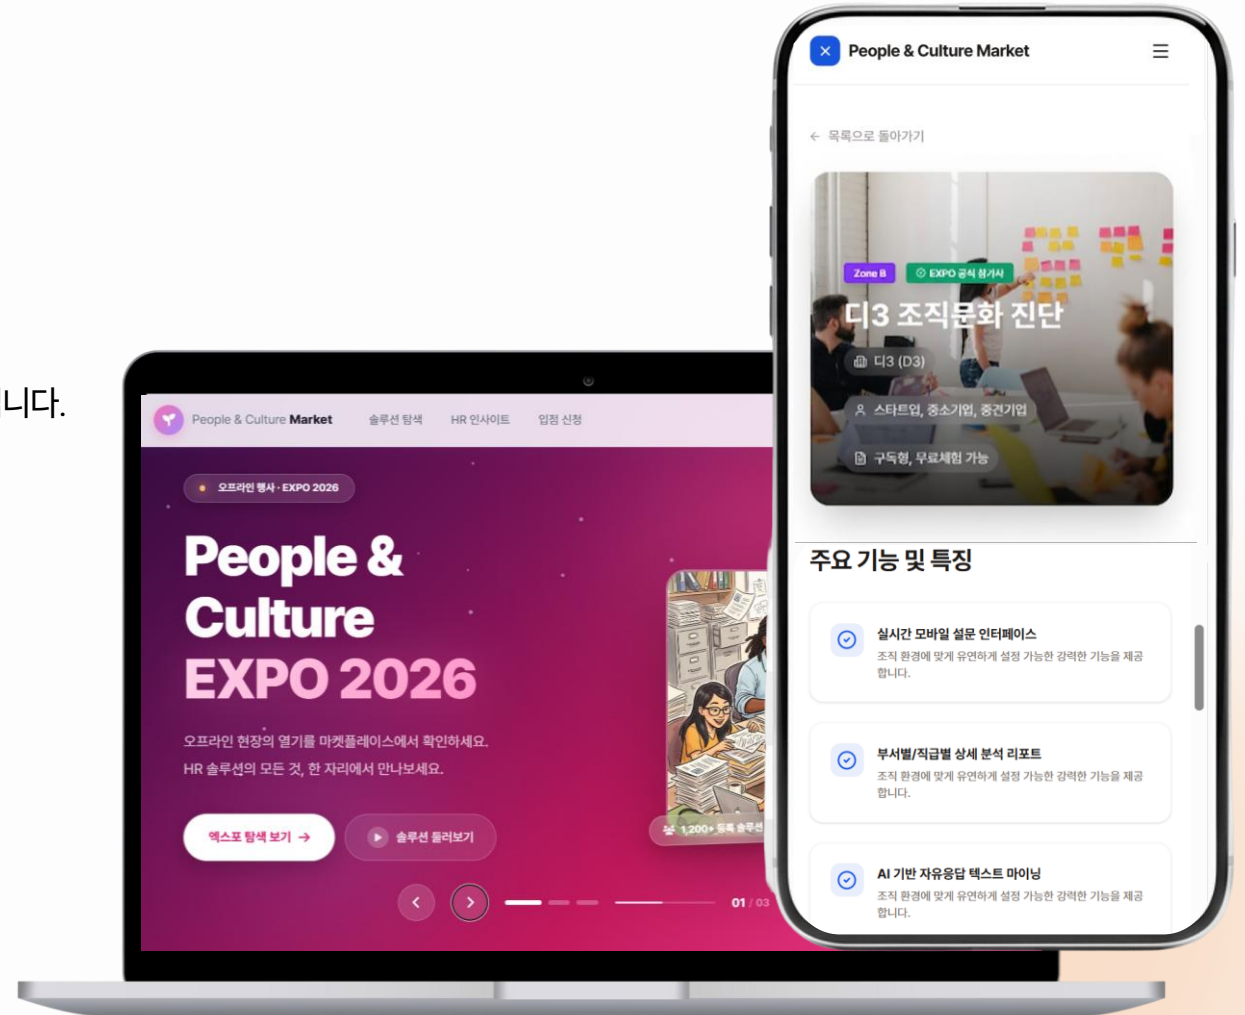 니다.
People & Culture Market
솔루션 탐색
HR 인사이트
입점 신청
오프라인 행사 · EXPO 2026
People &
Culture
EXPO 2026
오프라인 현장의 열기를 마켓플레이스에서 확인하세요.
HR 솔루션의 모든 것, 한 자리에서 만나보세요.
엑스포 탐색 보기 →
솔루션 둘러보기
1,200+ 등록 솔루션
01 / 03
People & Culture Market
← 목록으로 돌아가기
Zone B
EXPO 공식 참가사
디3 조직문화 진단
디3 (D3)
스타트업, 중소기업, 중견기업
구독형, 무료체험 가능
주요 기능 및 특징
실시간 모바일 설문 인터페이스
조직 환경에 맞게 유연하게 설정 가능한 강력한 기능을 제공
합니다.
부서별/직급별 상세 분석 리포트
조직 환경에 맞게 유연하게 설정 가능한 강력한 기능을 제공
합니다.
AI 기반 자유응답 텍스트 마이닝
조직 환경에 맞게 유연하게 설정 가능한 강력한 기능을 제공
합니다.